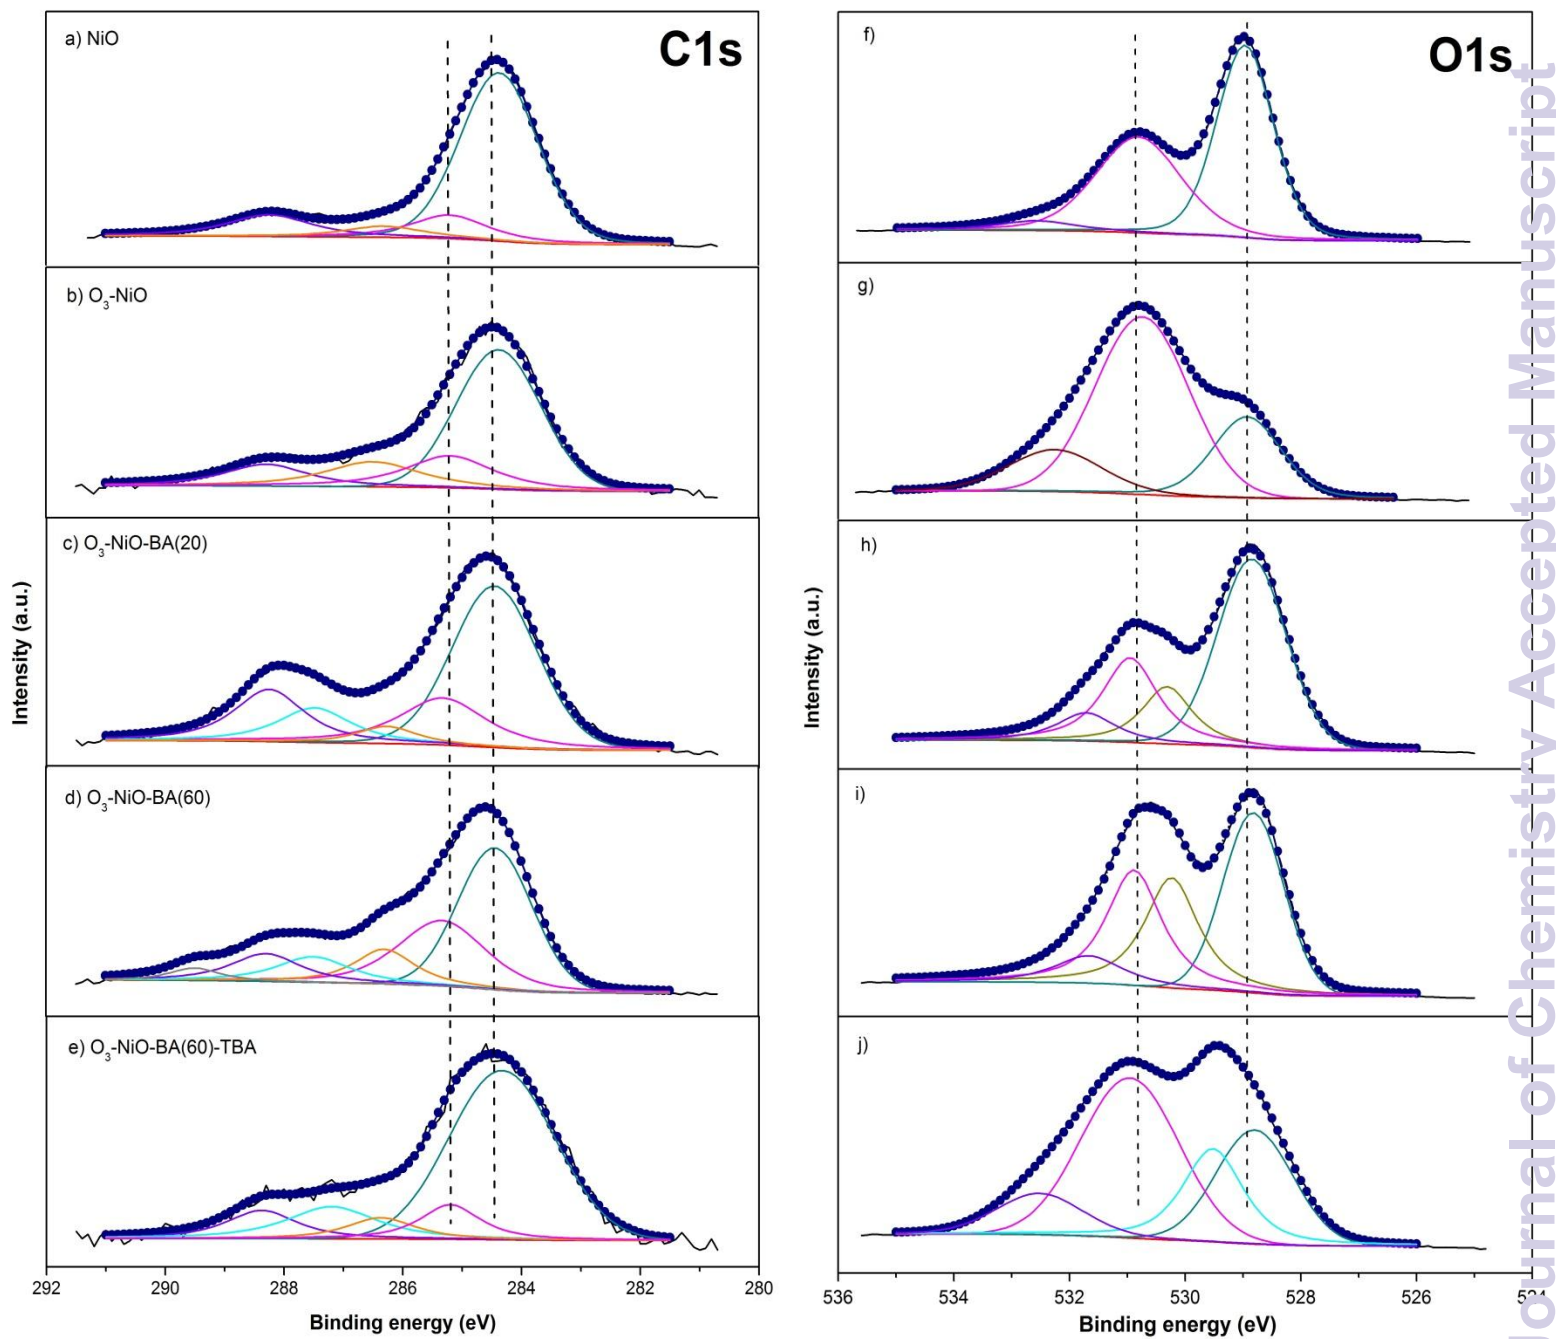 a) NiO
C1s
b) O3-NiO
c) O3-NiO-BA(20)
d) O3-NiO-BA(60)
e) O3-NiO-BA(60)-TBA
Intensity (a.u.)
292 290 288 286 284 282 280
Binding energy (eV)
f)
O1s
g)
h)
i)
j)
Intensity (a.u.)
536 534 532 530 528 526 524
Binding energy (eV)
Journal of Chemistry Accepted Manuscript